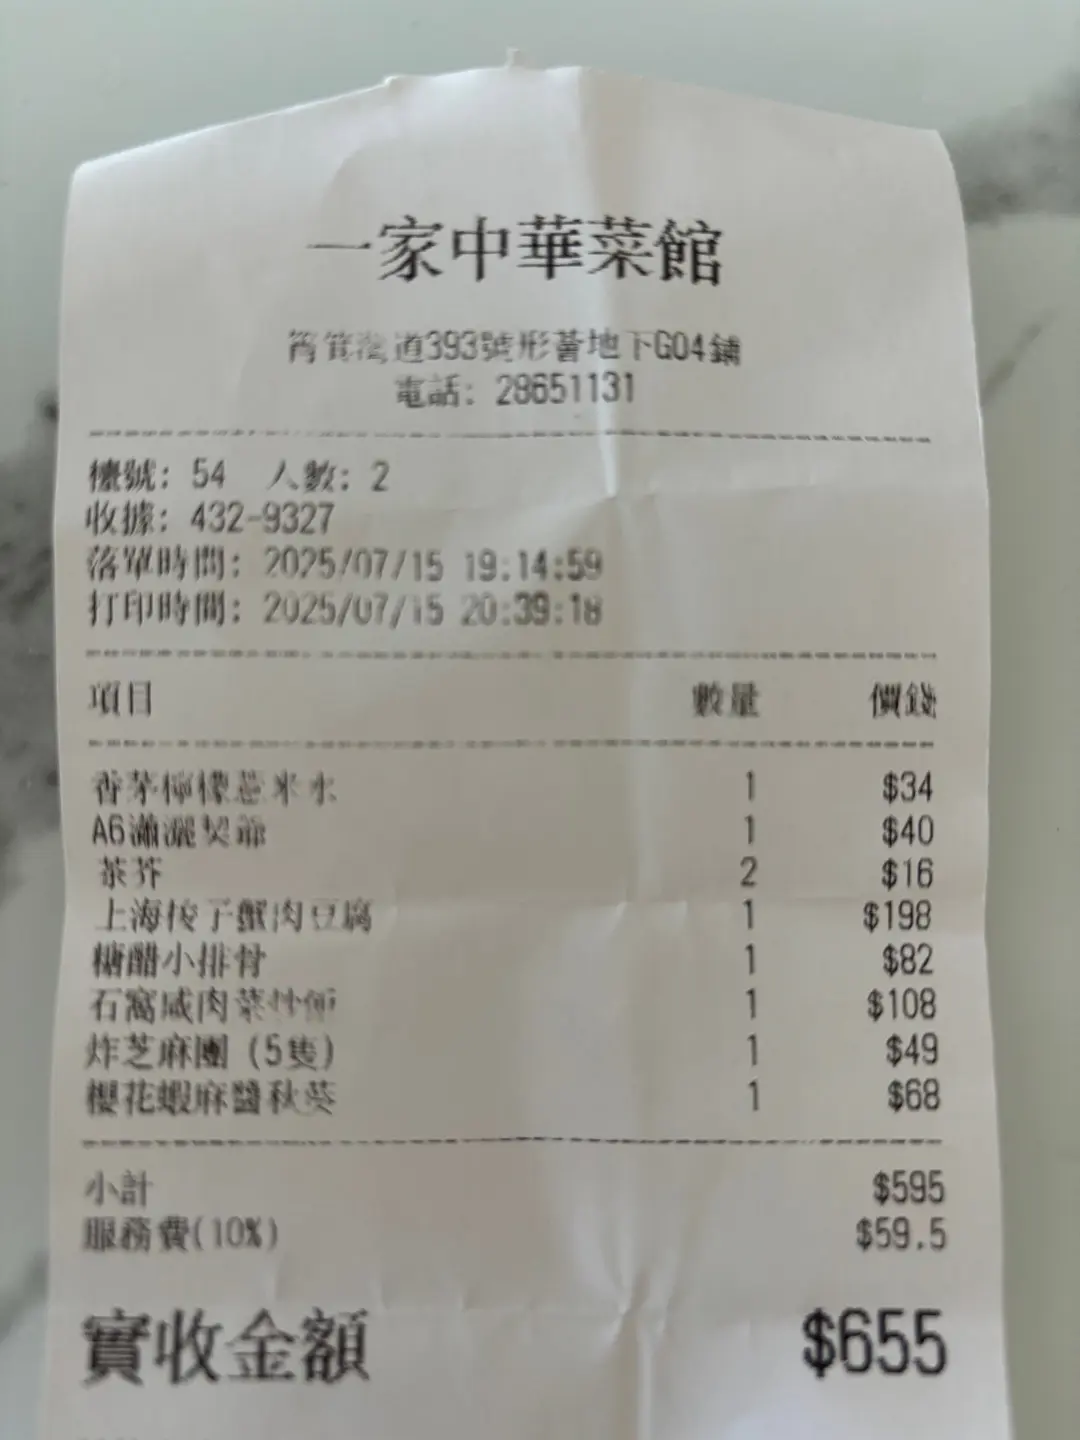 一家中華菜館
筲箕灣道393號形薈地下G04鋪
電話: 28651131
檯號: 54 人數: 2
收據: 432-9327
落單時間: 2025/07/15 19:14:59
打印時間: 2025/07/15 20:39:18
項目 數量 價錢
香茅檸檬薏米水 1 $34
A6瀟灑契爺 1 $40
茶芥 2 $16
上海桉子蟹肉豆腐 1 $198
糖醋小排骨 1 $82
石窩咸肉菜炒飯 1 $108
炸芝麻團 (5隻) 1 $49
櫻花蝦麻醬秋葵 1 $68
小計 $595
服務費(10%) $59.5
實收金額 $655